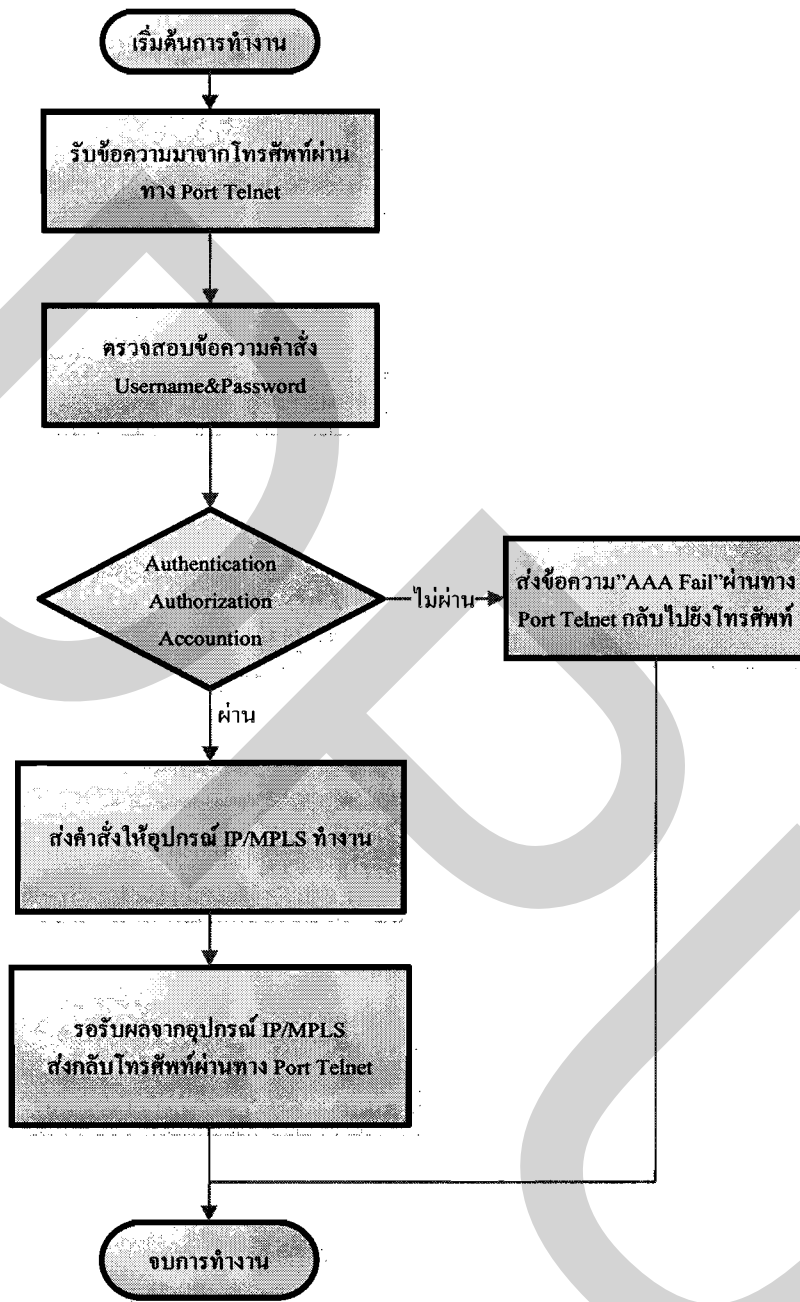 เริ่มต้นการทำงาน
รับข้อความมาจากโทรศัพท์ผ่าน
ทาง Port Telnet
ตรวจสอบข้อความคำสั่ง
Username&Password
Authentication
Authorization
Accountion
ไม่ผ่าน
ส่งข้อความ"AAA Fail"ผ่านทาง
Port Telnet กลับไปยังโทรศัพท์
ผ่าน
ส่งคำสั่งให้อุปกรณ์ IP/MPLS ทำงาน
รอรับผลจากอุปกรณ์ IP/MPLS
ส่งกลับโทรศัพท์ผ่านทาง Port Telnet
จบการทำงาน